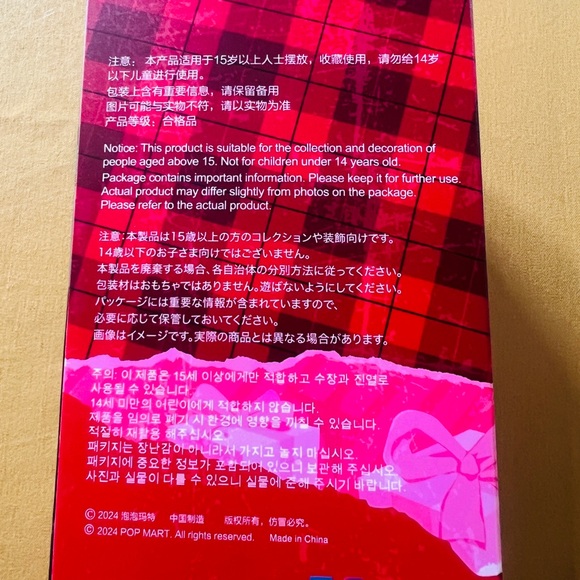 注意： 本产品适用于15岁以上人士摆放，收藏使用，请勿给14岁
以下儿童进行使用。
包装上含有重要信息，请保留备用
图片可能与实物不符，请以实物为准
产品等级：合格品
Notice: This product is suitable for the collection and decoration of
people aged above 15. Not for children under 14 years old.
Package contains important information. Please keep it for further use.
Actual product may differ slightly from photos on the package.
Please refer to the actual product.
注意:本製品は15歳以上の方のコレクションや装飾向けです。
14歳以下のお子さま向けではございません。
本製品を廃棄する場合、各自治体の分別方法に従ってください。
包装材はおもちゃではありません。遊ばないようにしてください。
パッケージには重要な情報が含まれていますので、
必要に応じて保管しておいてください。
画像はイメージです。実際の商品とは異なる場合があります。
주의: 이 제품은 15세 이상에게만 적합하고 수장과 진열로
사용될 수 있습니다.
14세 미만의 어린이에게 적합하지 않습니다.
제품을 임의로 폐기 시 환경에 영향을 끼칠 수 있습니다.
적절히 재활용 해주십시오.
패키지는 장난감이 아니라서 가지고 놀지 마십시오.
패키지에 중요한 정보가 포함되어 있으니 보관해 주십시오.
사진과 실물이 다를 수 있으니 실물에 준해 주시기 바랍니다.
© 2024 泡泡玛特 中国制造 版权所有，仿冒必究。
© 2024 POP MART. All rights reserved. Made in China